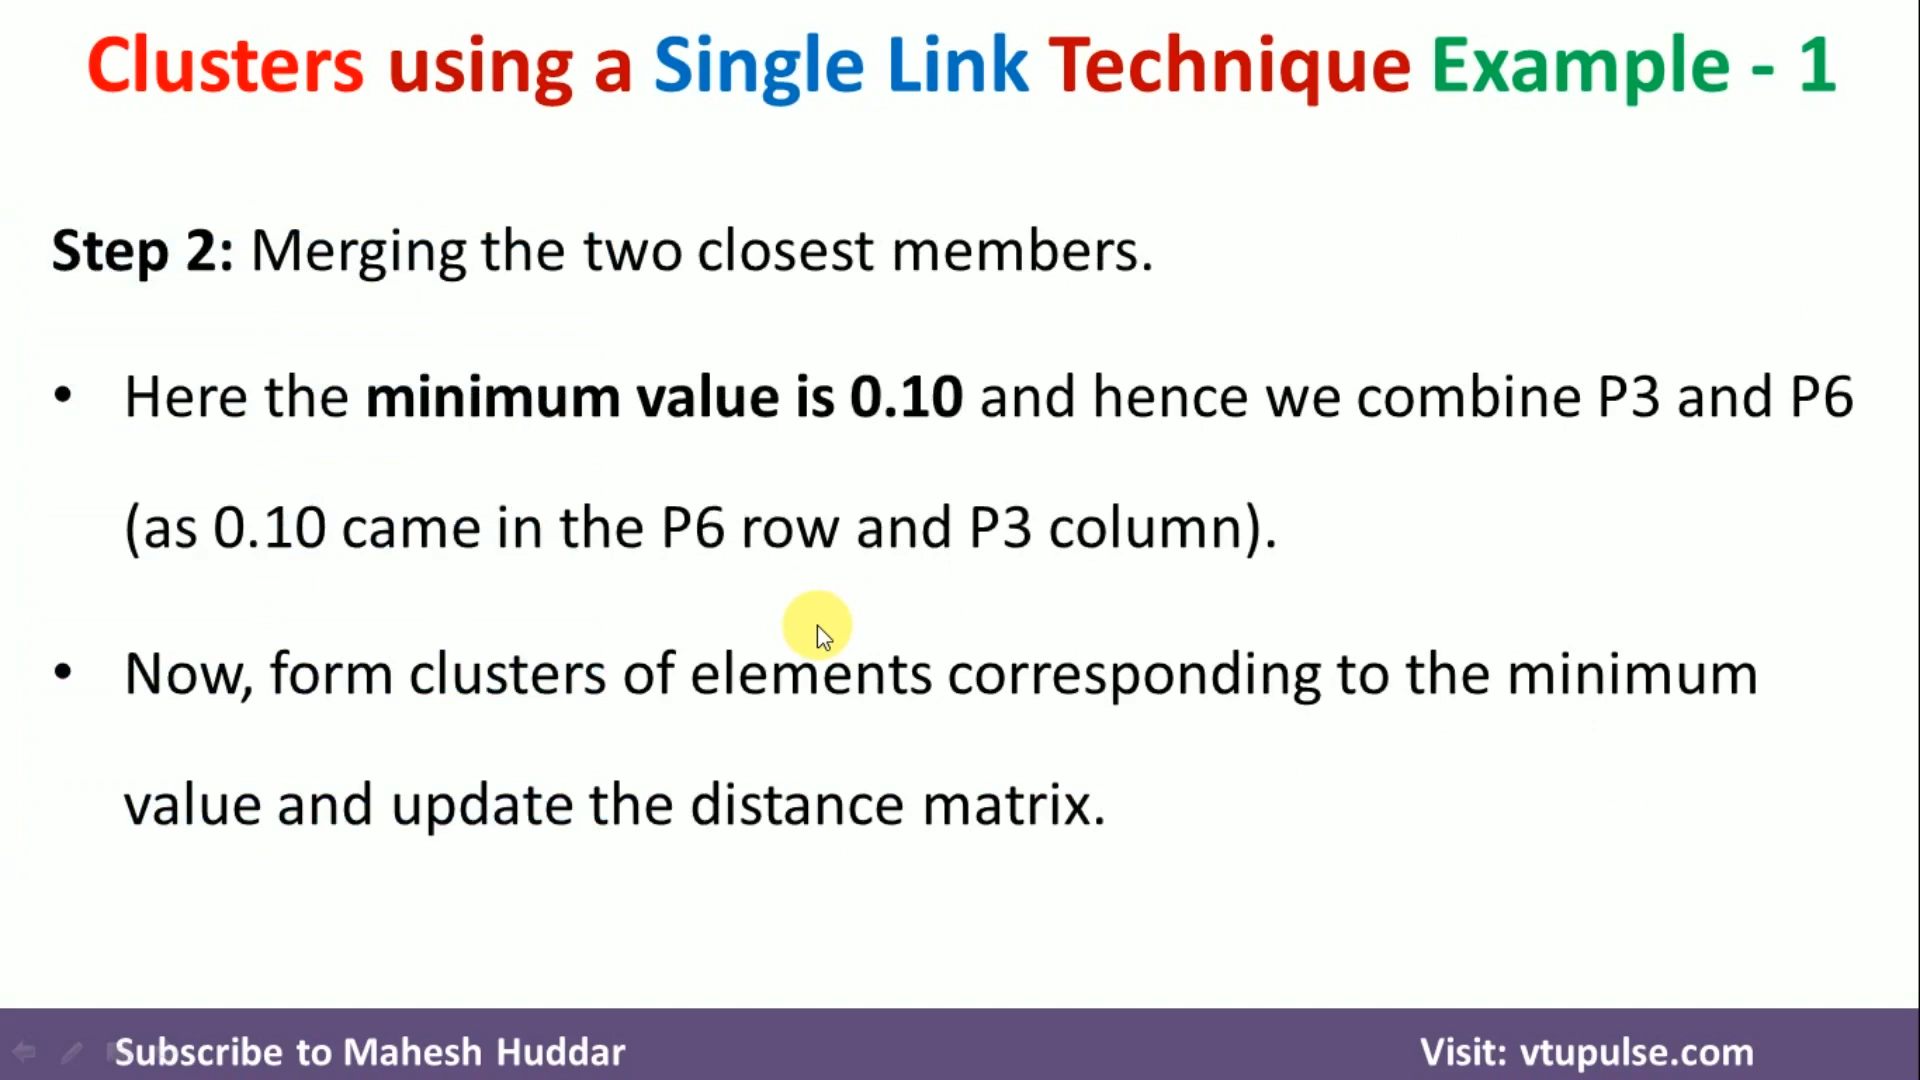 Clusters using a Single Link Technique Example - 1
Step 2: Merging the two closest members.
• Here the minimum value is 0.10 and hence we combine P3 and P6
(as 0.10 came in the P6 row and P3 column).
• Now, form clusters of elements corresponding to the minimum
value and update the distance matrix.
Subscribe to Mahesh Huddar
Visit: vtupulse.com